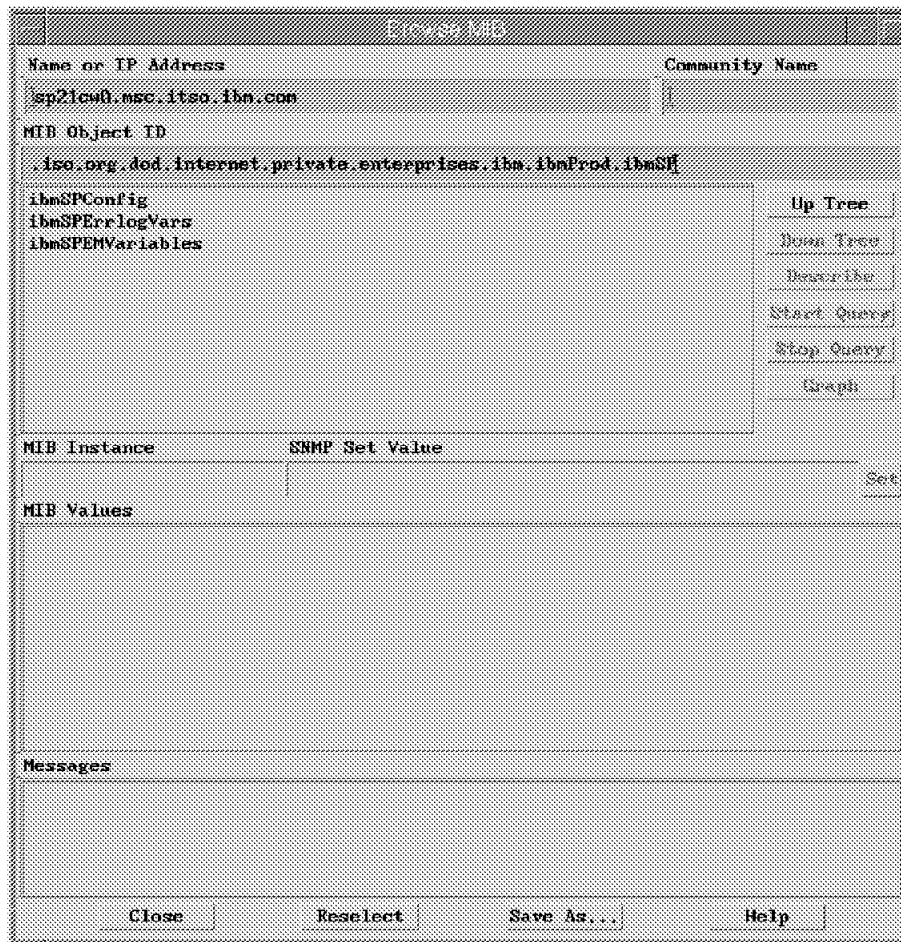 Browse MIB
Name or IP Address Community Name
sp21cw0.msc.itso.ibm.com
MIB Object ID
.iso.org.dod.internet.private.enterprises.ibm.ibmProd.ibmSP
ibmSPConfig
ibmSPErrlogVars
ibmSPEMVariables
Up Tree
Down Tree
Describe
Start Query
Stop Query
Graph
MIB Instance SNMP Set Value
Set
MIB Values
Messages
Close Reselect Save As... Help